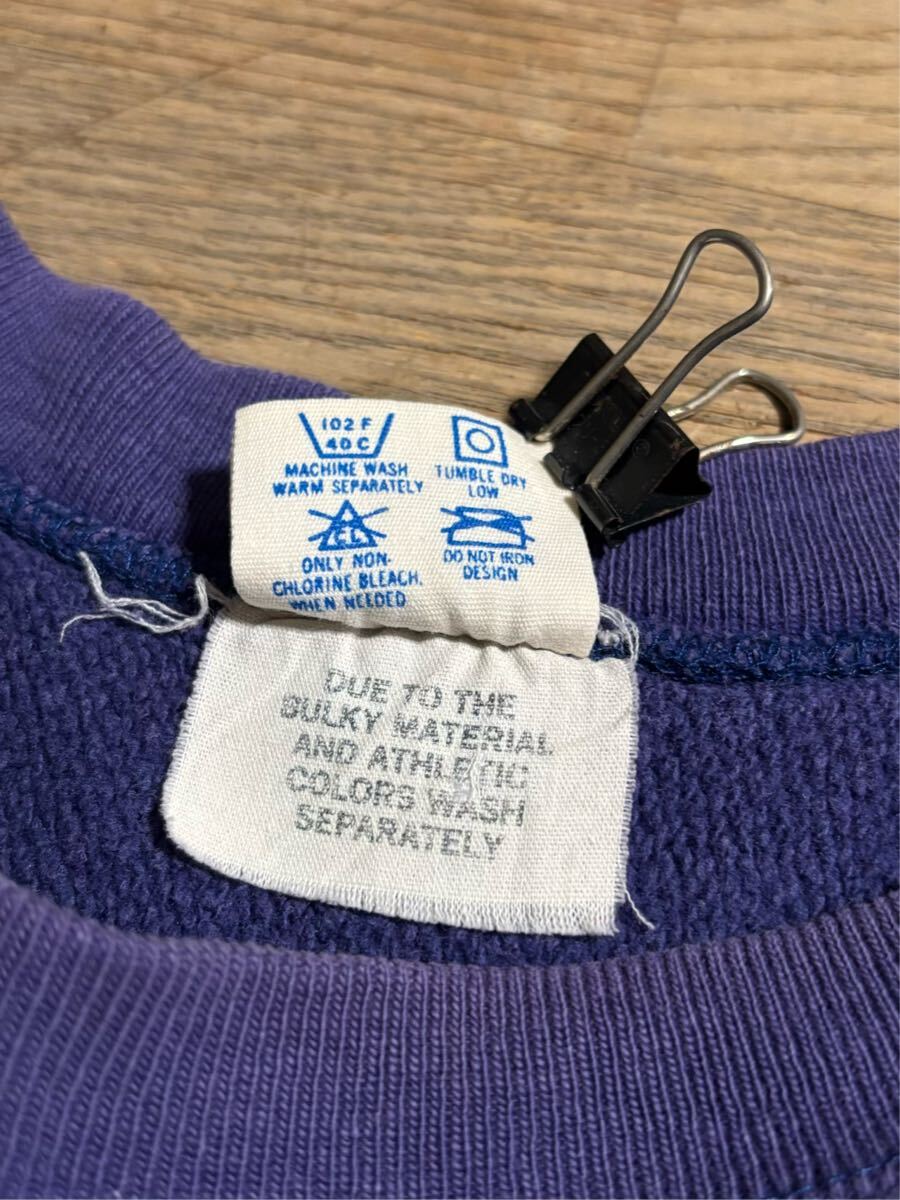 102 F
40 C
MACHINE WASH
WARM SEPARATELY
TUMBLE DRY
LOW
CL
ONLY NON-
CHLORINE BLEACH,
WHEN NEEDED
DO NOT IRON
DESIGN
DUE TO THE
BULKY MATERIAL
AND ATHLETIC
COLORS WASH
SEPARATELY